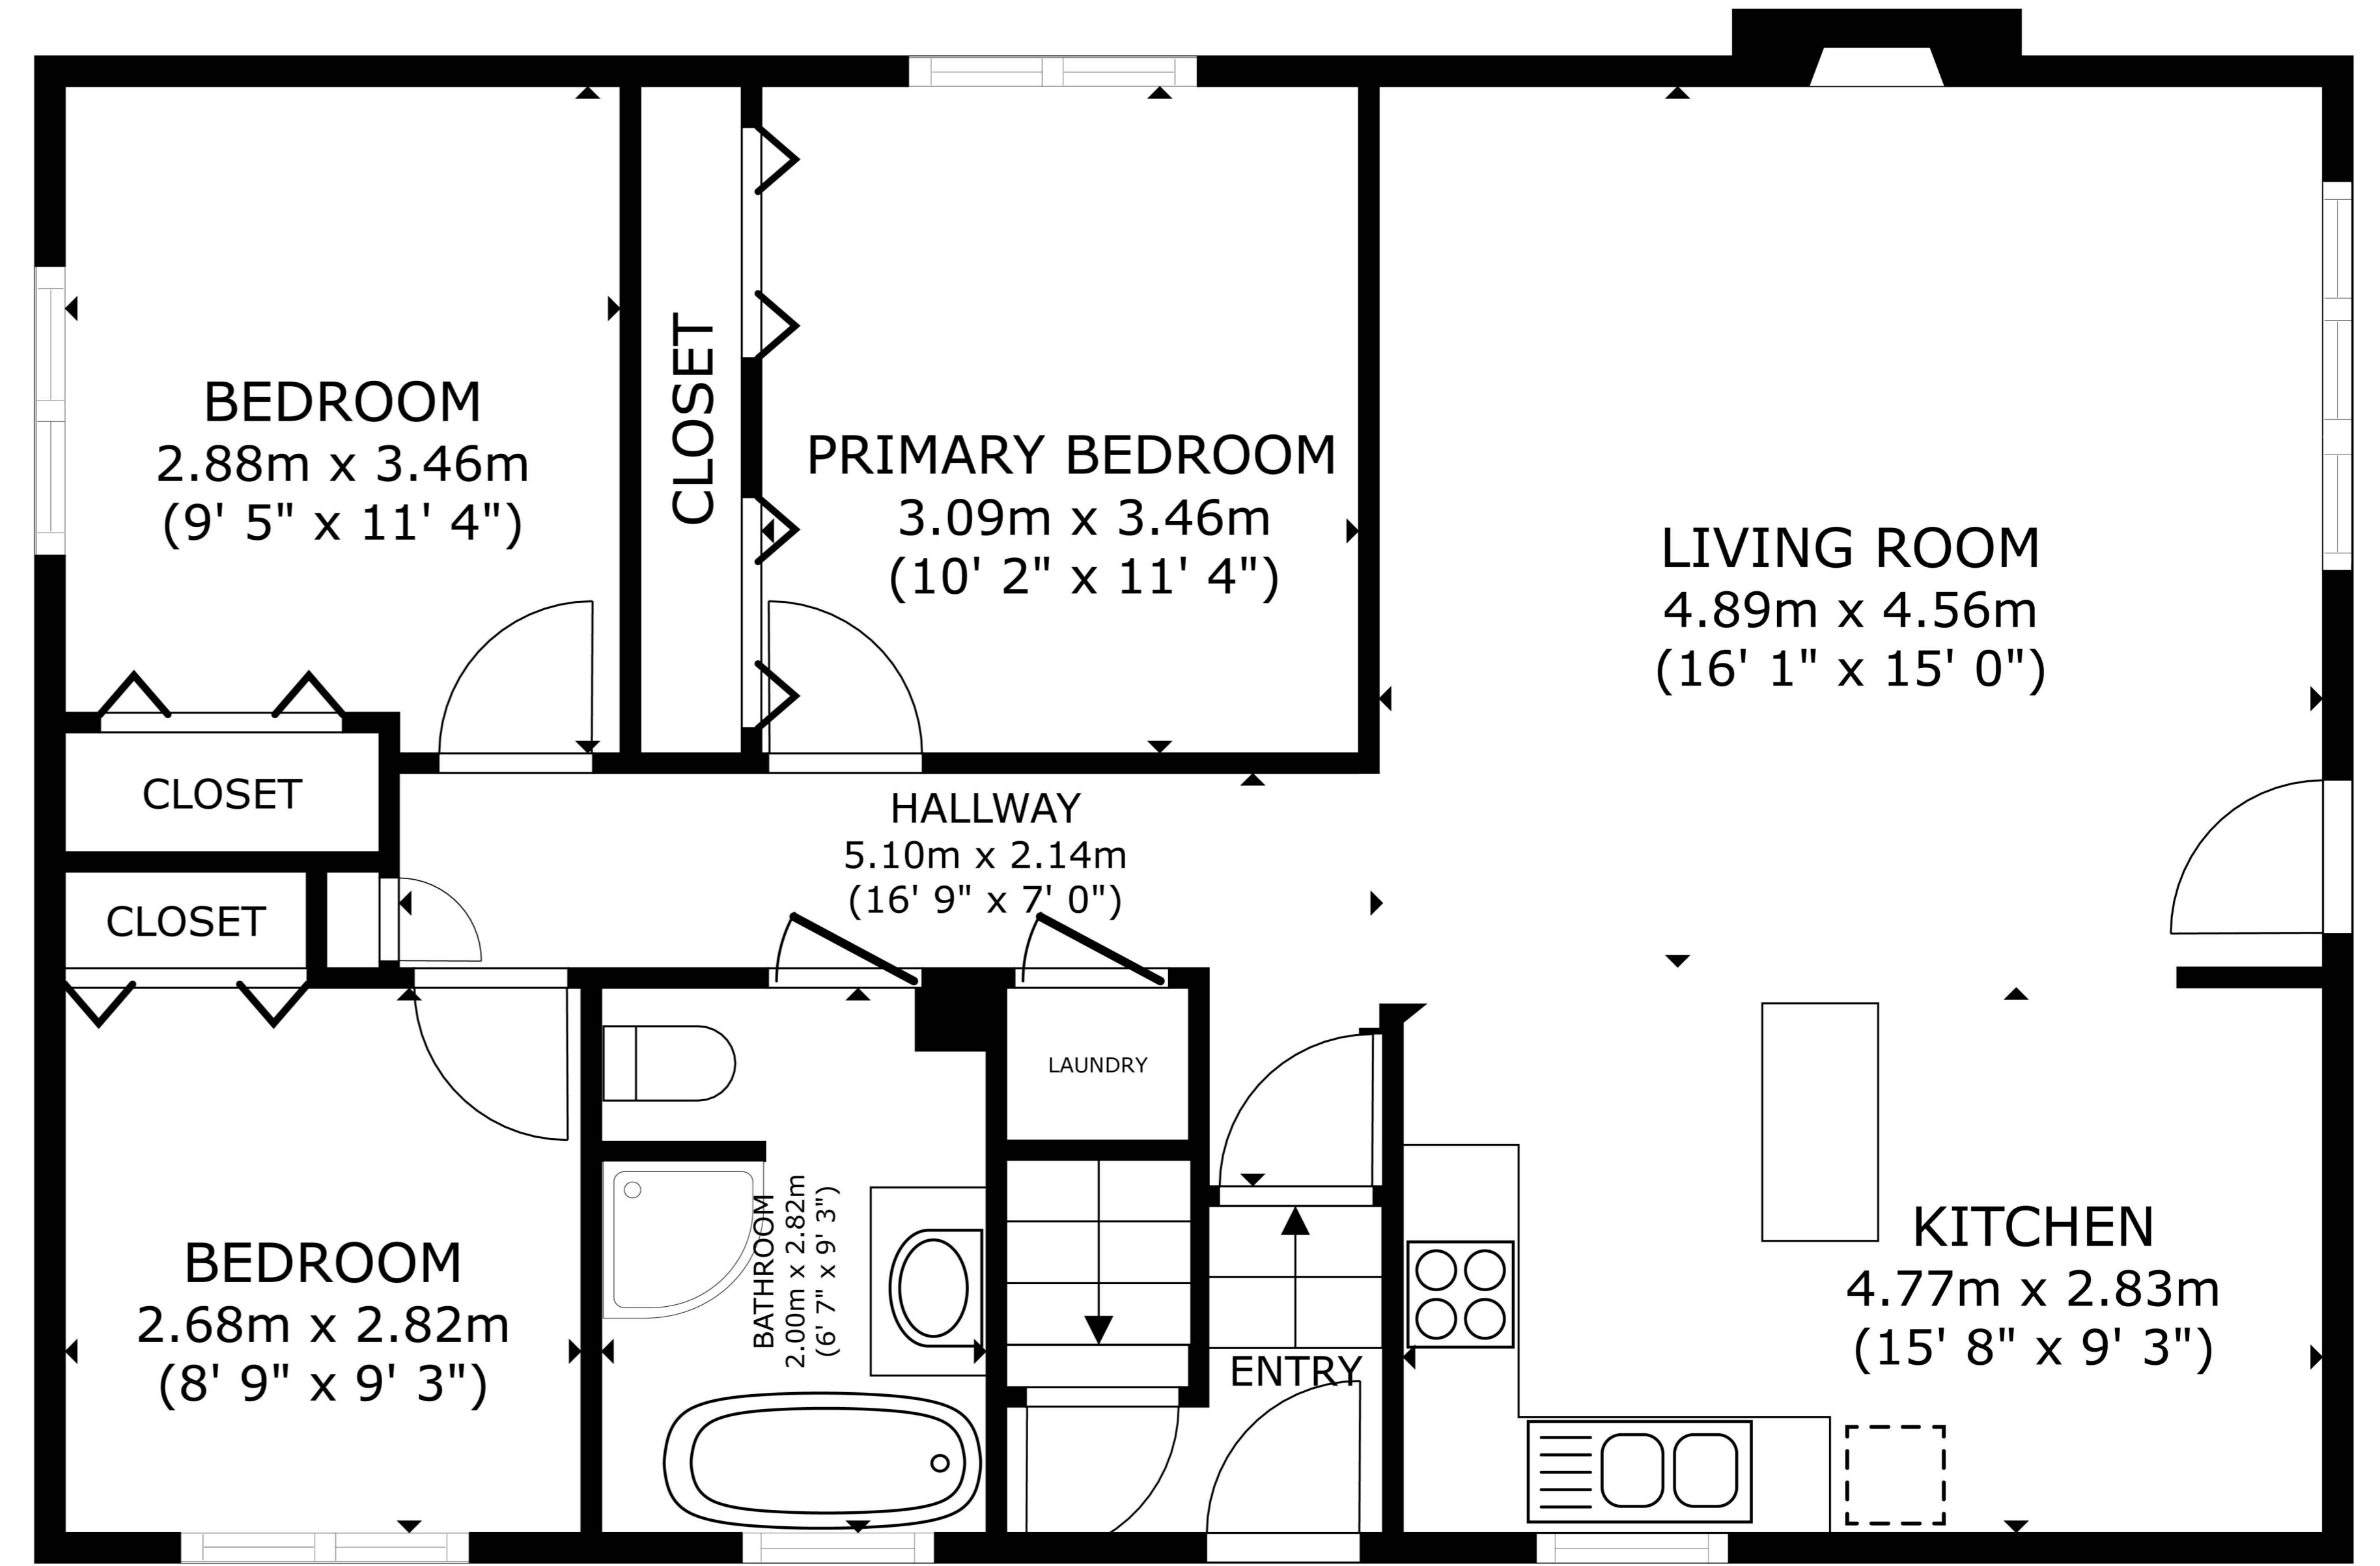 BEDROOM
2.88m x 3.46m
(9' 5" x 11' 4")
CLOSET
PRIMARY BEDROOM
3.09m x 3.46m
(10' 2" x 11' 4")
LIVING ROOM
4.89m x 4.56m
(16' 1" x 15' 0")
CLOSET
HALLWAY
5.10m x 2.14m
(16' 9" x 7' 0")
CLOSET
LAUNDRY
BEDROOM
2.68m x 2.82m
(8' 9" x 9' 3")
BATHROOM
2.00m x 2.82m
(6' 7" x 9' 3")
ENTRY
KITCHEN
4.77m x 2.83m
(15' 8" x 9' 3")